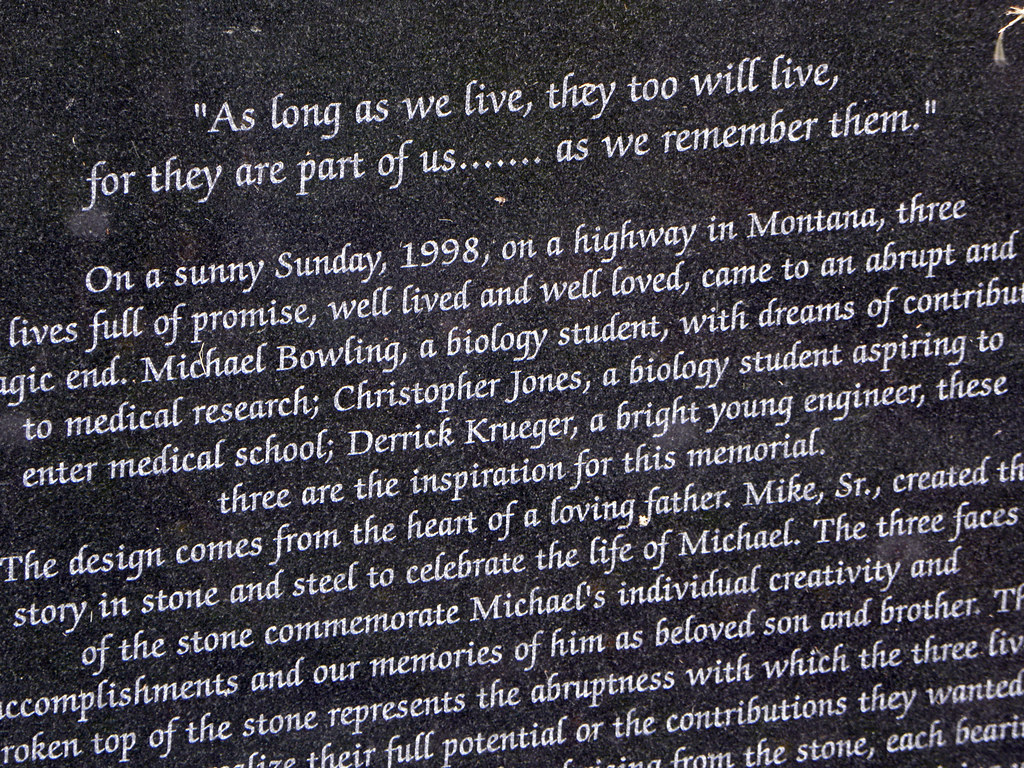 "As long as we live, they too will live,
for they are part of us....... as we remember them."
On a sunny Sunday, 1998, on a highway in Montana, three
lives full of promise, well lived and well loved, came to an abrupt and
agic end. Michael Bowling, a biology student, with dreams of contribut
to medical research; Christopher Jones, a biology student aspiring to
enter medical school; Derrick Krueger, a bright young engineer, these
three are the inspiration for this memorial.
The design comes from the heart of a loving father. Mike, Sr., created th
story, in stone and steel to celebrate the life of Michael. The three faces
of the stone commemorate Michael's individual creativity and
accomplishments and our memories of him as beloved son and brother. Th
roken top of the stone represents the abruptness with which the three liv
alize their full potential or the contributions they wanted
from the stone, each beari